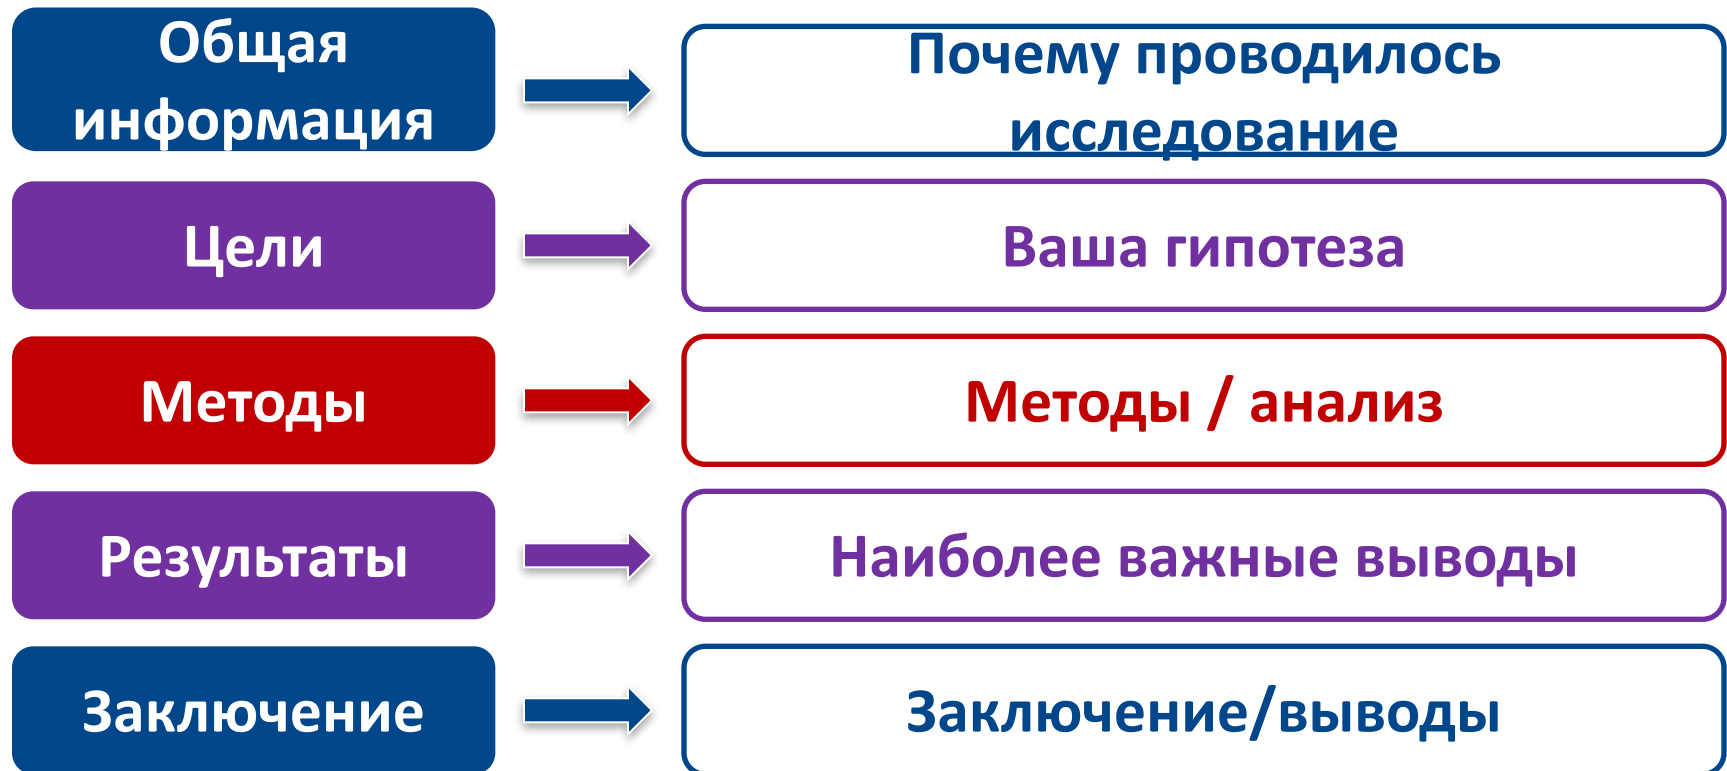 Общая
информация
Почему проводилось
исследование
Цели
Ваша гипотеза
Методы
Методы / анализ
Результаты
Наиболее важные выводы
Заключение
Заключение/выводы